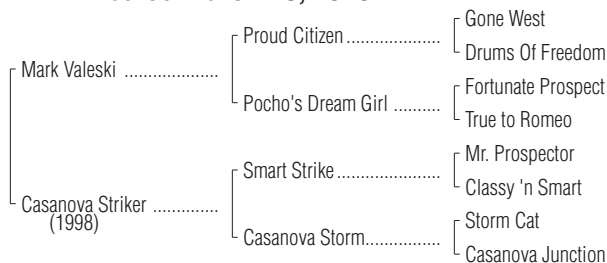 Gone West
Proud Citizen ...................
Drums Of Freedom
Mark Valeski ...................
Fortunate Prospect
Pocho's Dream Girl ..........
True to Romeo
Mr. Prospector
Smart Strike .....................
Classy 'n Smart
Casanova Striker .............
(1998)
Storm Cat
Casanova Storm...............
Casanova Junction